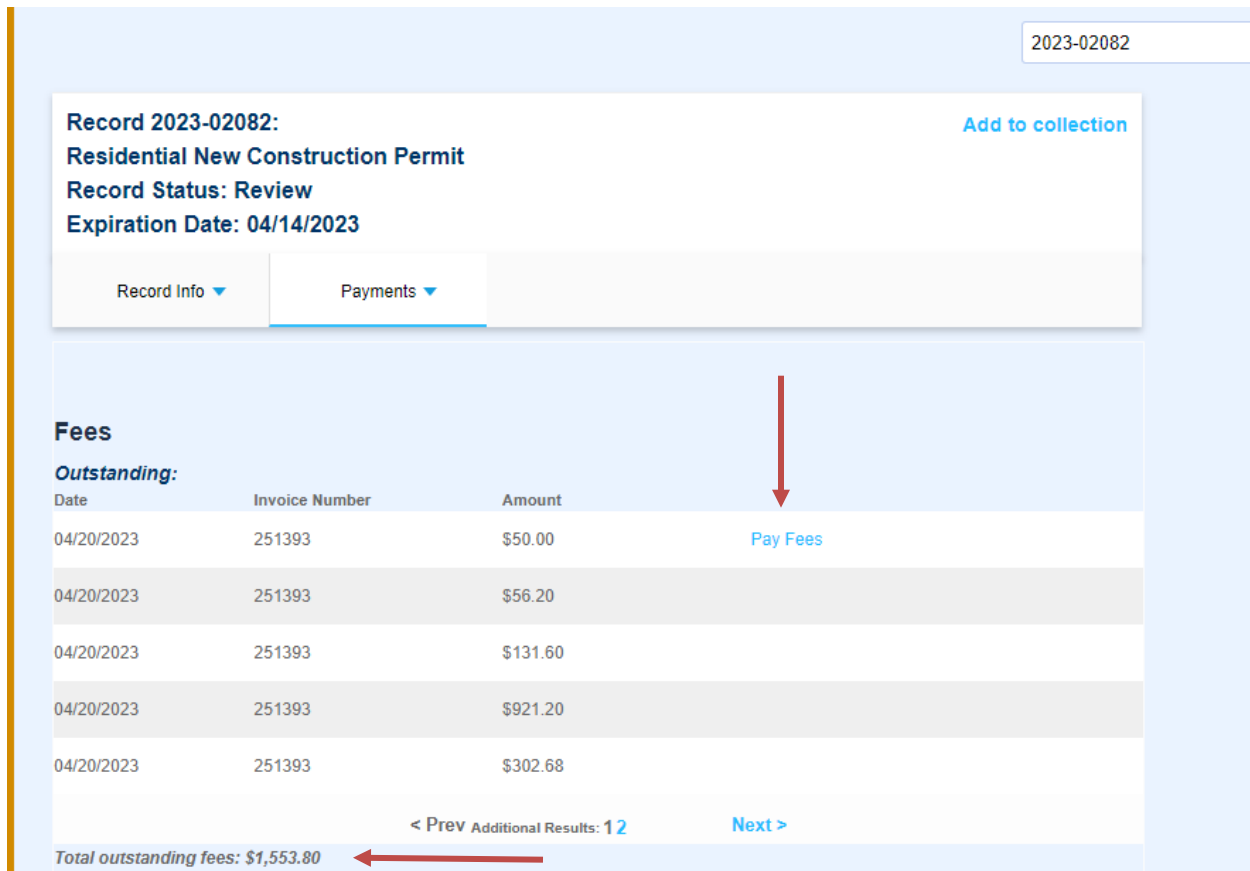 2023-02082
Record 2023-02082:
Add to collection
Residential New Construction Permit
Record Status: Review
Expiration Date: 04/14/2023
Record Info Payments
Fees
Outstanding:
Date Invoice Number Amount
04/20/2023 251393 $50.00 Pay Fees
04/20/2023 251393 $56.20
04/20/2023 251393 $131.60
04/20/2023 251393 $921.20
04/20/2023 251393 $302.68
< Prev Additional Results: 1 2 Next >
Total outstanding fees: $1,553.80